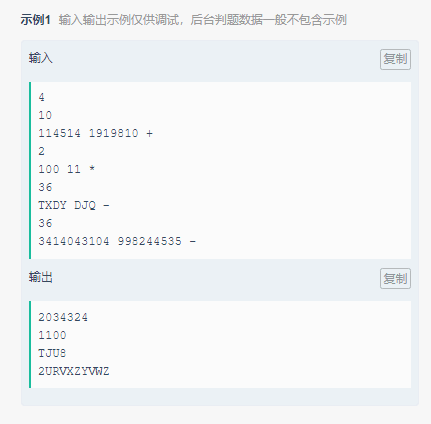 示例1 输入输出示例仅供调试，后台判题数据一般不包含示例
输入
复制
4
10
114514 1919810 +
2
100 11 *
36
TXDY DJQ -
36
3414043104 998244535 -
输出
复制
2034324
1100
TJU8
2URVXZYVWZ